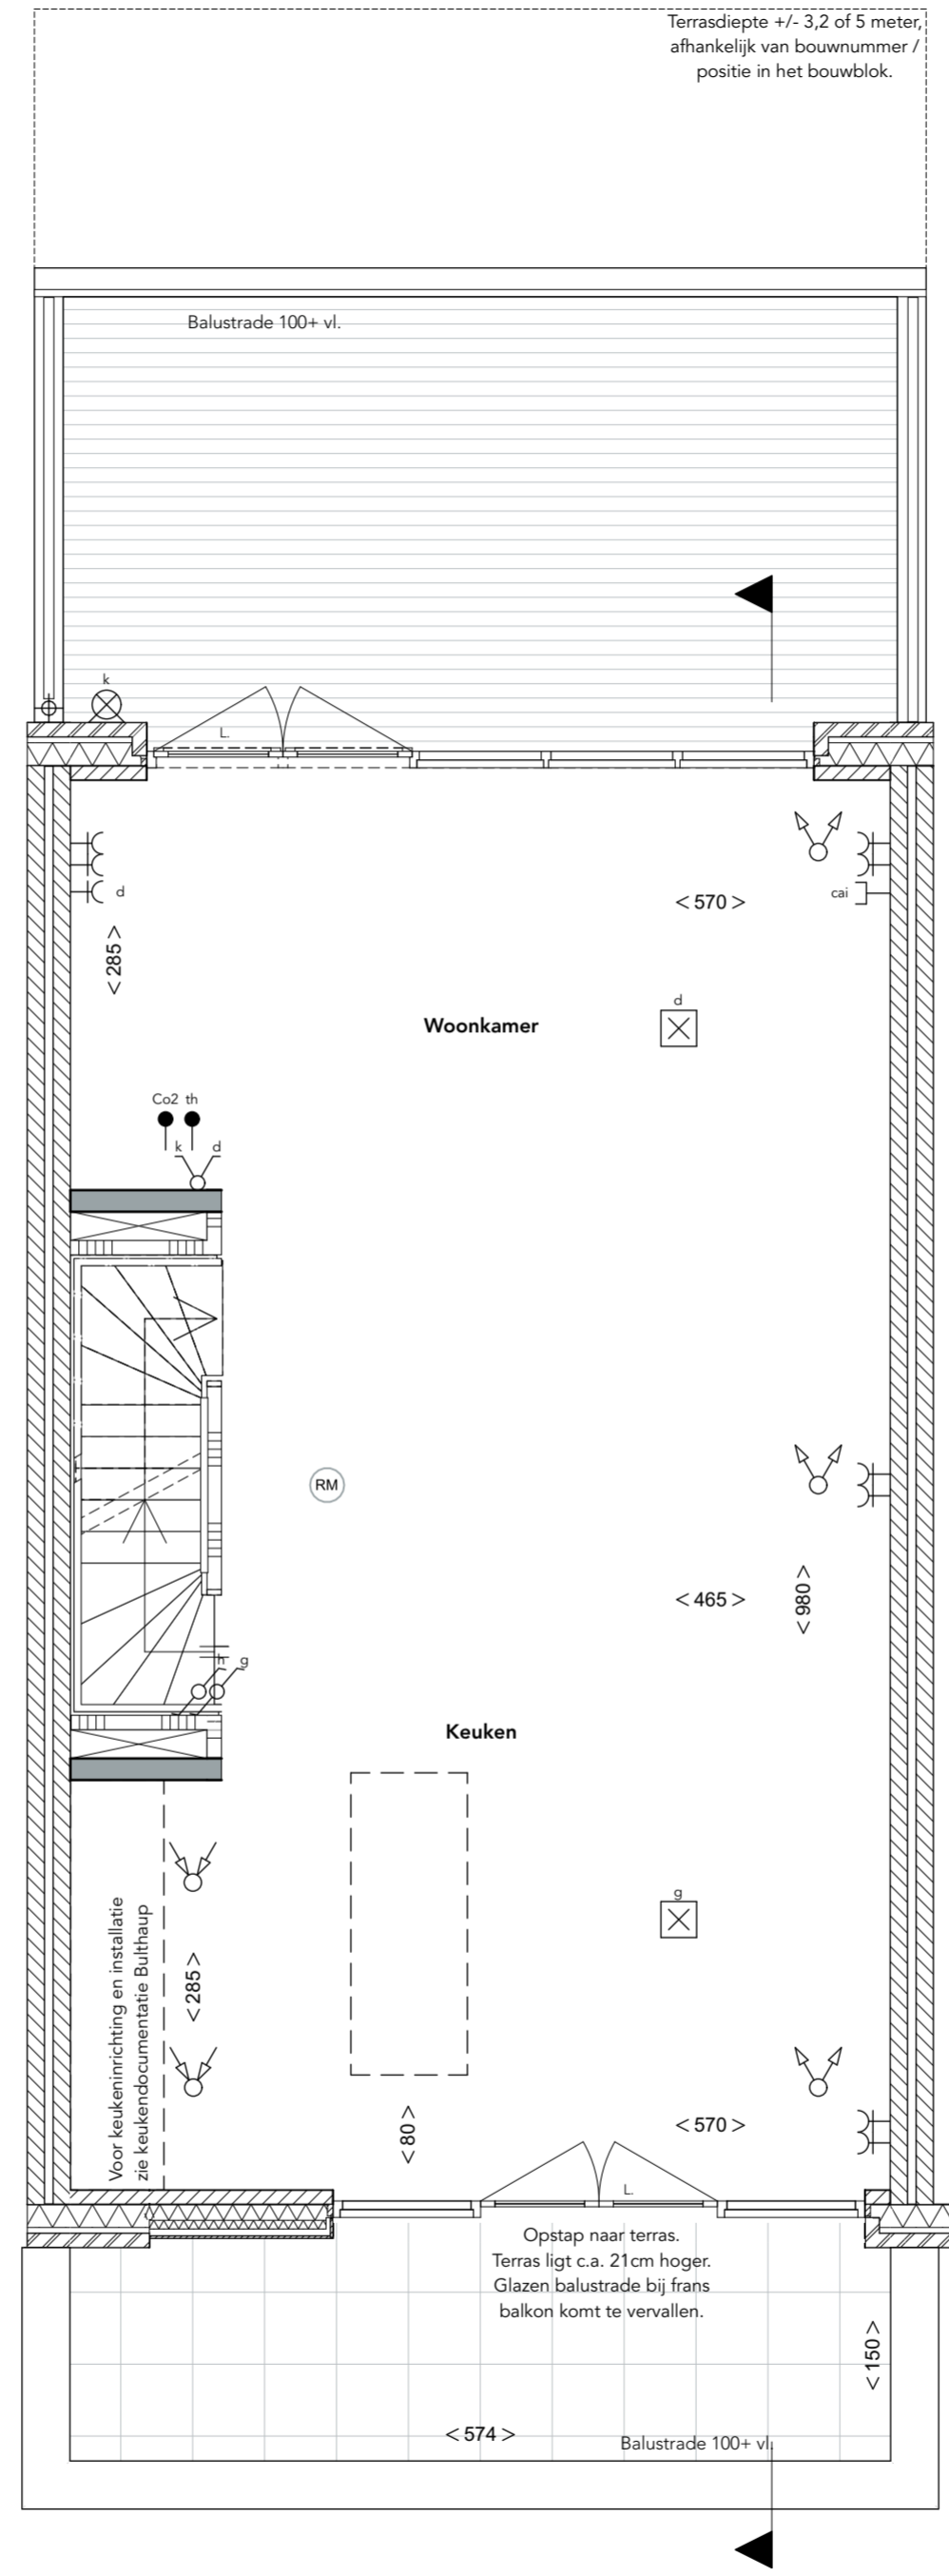 Terrasdiepte +/- 3,2 of 5 meter,
afhankelijk van bouwnummer /
positie in het bouwblok.
Balustrade 100+ vl.
k
L.
d
cai
< 570 >
< 285 >
d
Woonkamer
Co2 th
k d
RM
< 465 >
< 980 >
h g
Keuken
g
Voor keukeninrichting en installatie
zie keukendocumentatie Bulthaup
< 285 >
< 80 >
< 570 >
L.
Opstap naar terras.
Terras ligt c.a. 21cm hoger.
Glazen balustrade bij frans
balkon komt te vervallen.
< 150 >
< 574 >
Balustrade 100+ vl.